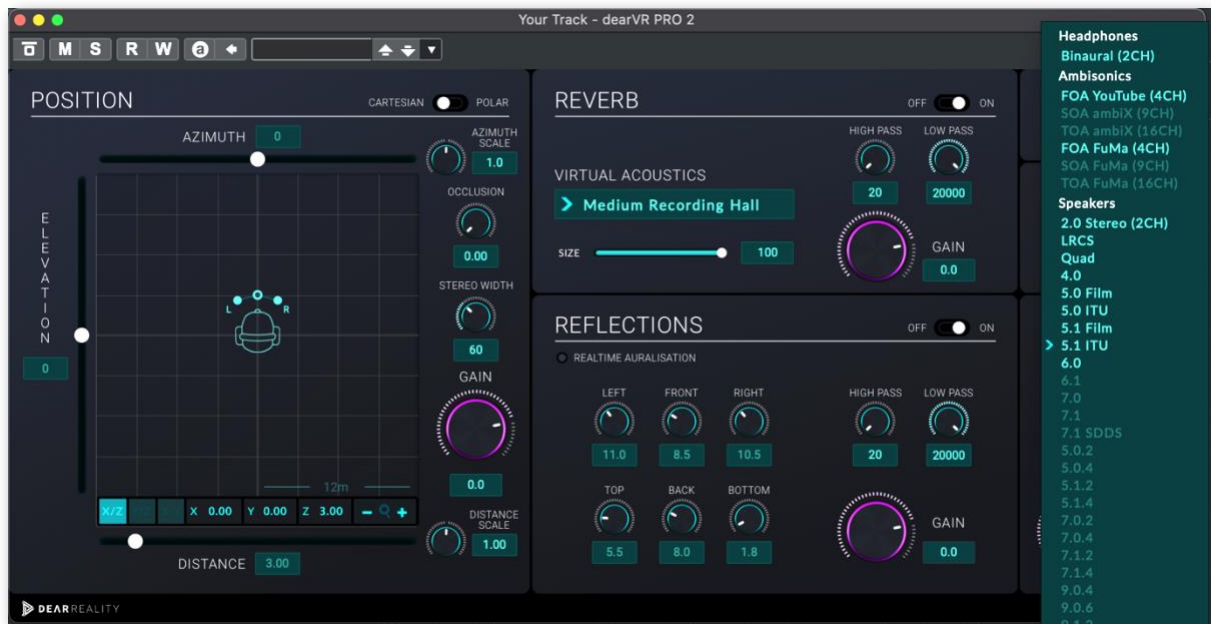 Your Track - dearVR PRO 2
M S R W a
POSITION
CARTESIAN POLAR
AZIMUTH 0
AZIMUTH
SCALE
1.0
ELEVATION
0
OCCLUSION
0.00
STEREO WIDTH
60
GAIN
0.0
L R
12m
X/Z X 0.00 Y 0.00 Z 3.00 - +
DISTANCE
SCALE
1.00
DISTANCE 3.00
REVERB
OFF ON
HIGH PASS LOW PASS
20 20000
VIRTUAL ACOUSTICS
Medium Recording Hall
SIZE 100
GAIN
0.0
REFLECTIONS
OFF ON
REALTIME AURALISATION
LEFT FRONT RIGHT
11.0 8.5 10.5
HIGH PASS LOW PASS
20 20000
TOP BACK BOTTOM
5.5 8.0 1.8
GAIN
0.0
Headphones
Binaural (2CH)
Ambisonics
FOA YouTube (4CH)
SOA ambiX (9CH)
TOA ambiX (16CH)
FOA FuMa (4CH)
SOA FuMa (9CH)
TOA FuMa (16CH)
Speakers
2.0 Stereo (2CH)
LRCS
Quad
4.0
5.0 Film
5.0 ITU
5.1 Film
5.1 ITU
6.0
6.1
7.0
7.1
7.1 SDDS
5.0.2
5.0.4
5.1.2
5.1.4
7.0.2
7.0.4
7.1.2
7.1.4
9.0.4
9.0.6
DEARREALITY